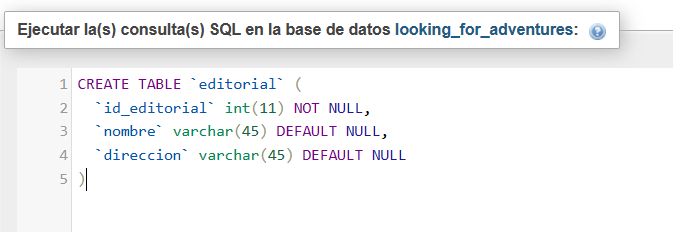 Ejecutar la(s) consulta(s) SQL en la base de datos looking_for_adventures:
1 CREATE TABLE `editorial` (
2 `id_editorial` int(11) NOT NULL,
3 `nombre` varchar(45) DEFAULT NULL,
4 `direccion` varchar(45) DEFAULT NULL
5 )